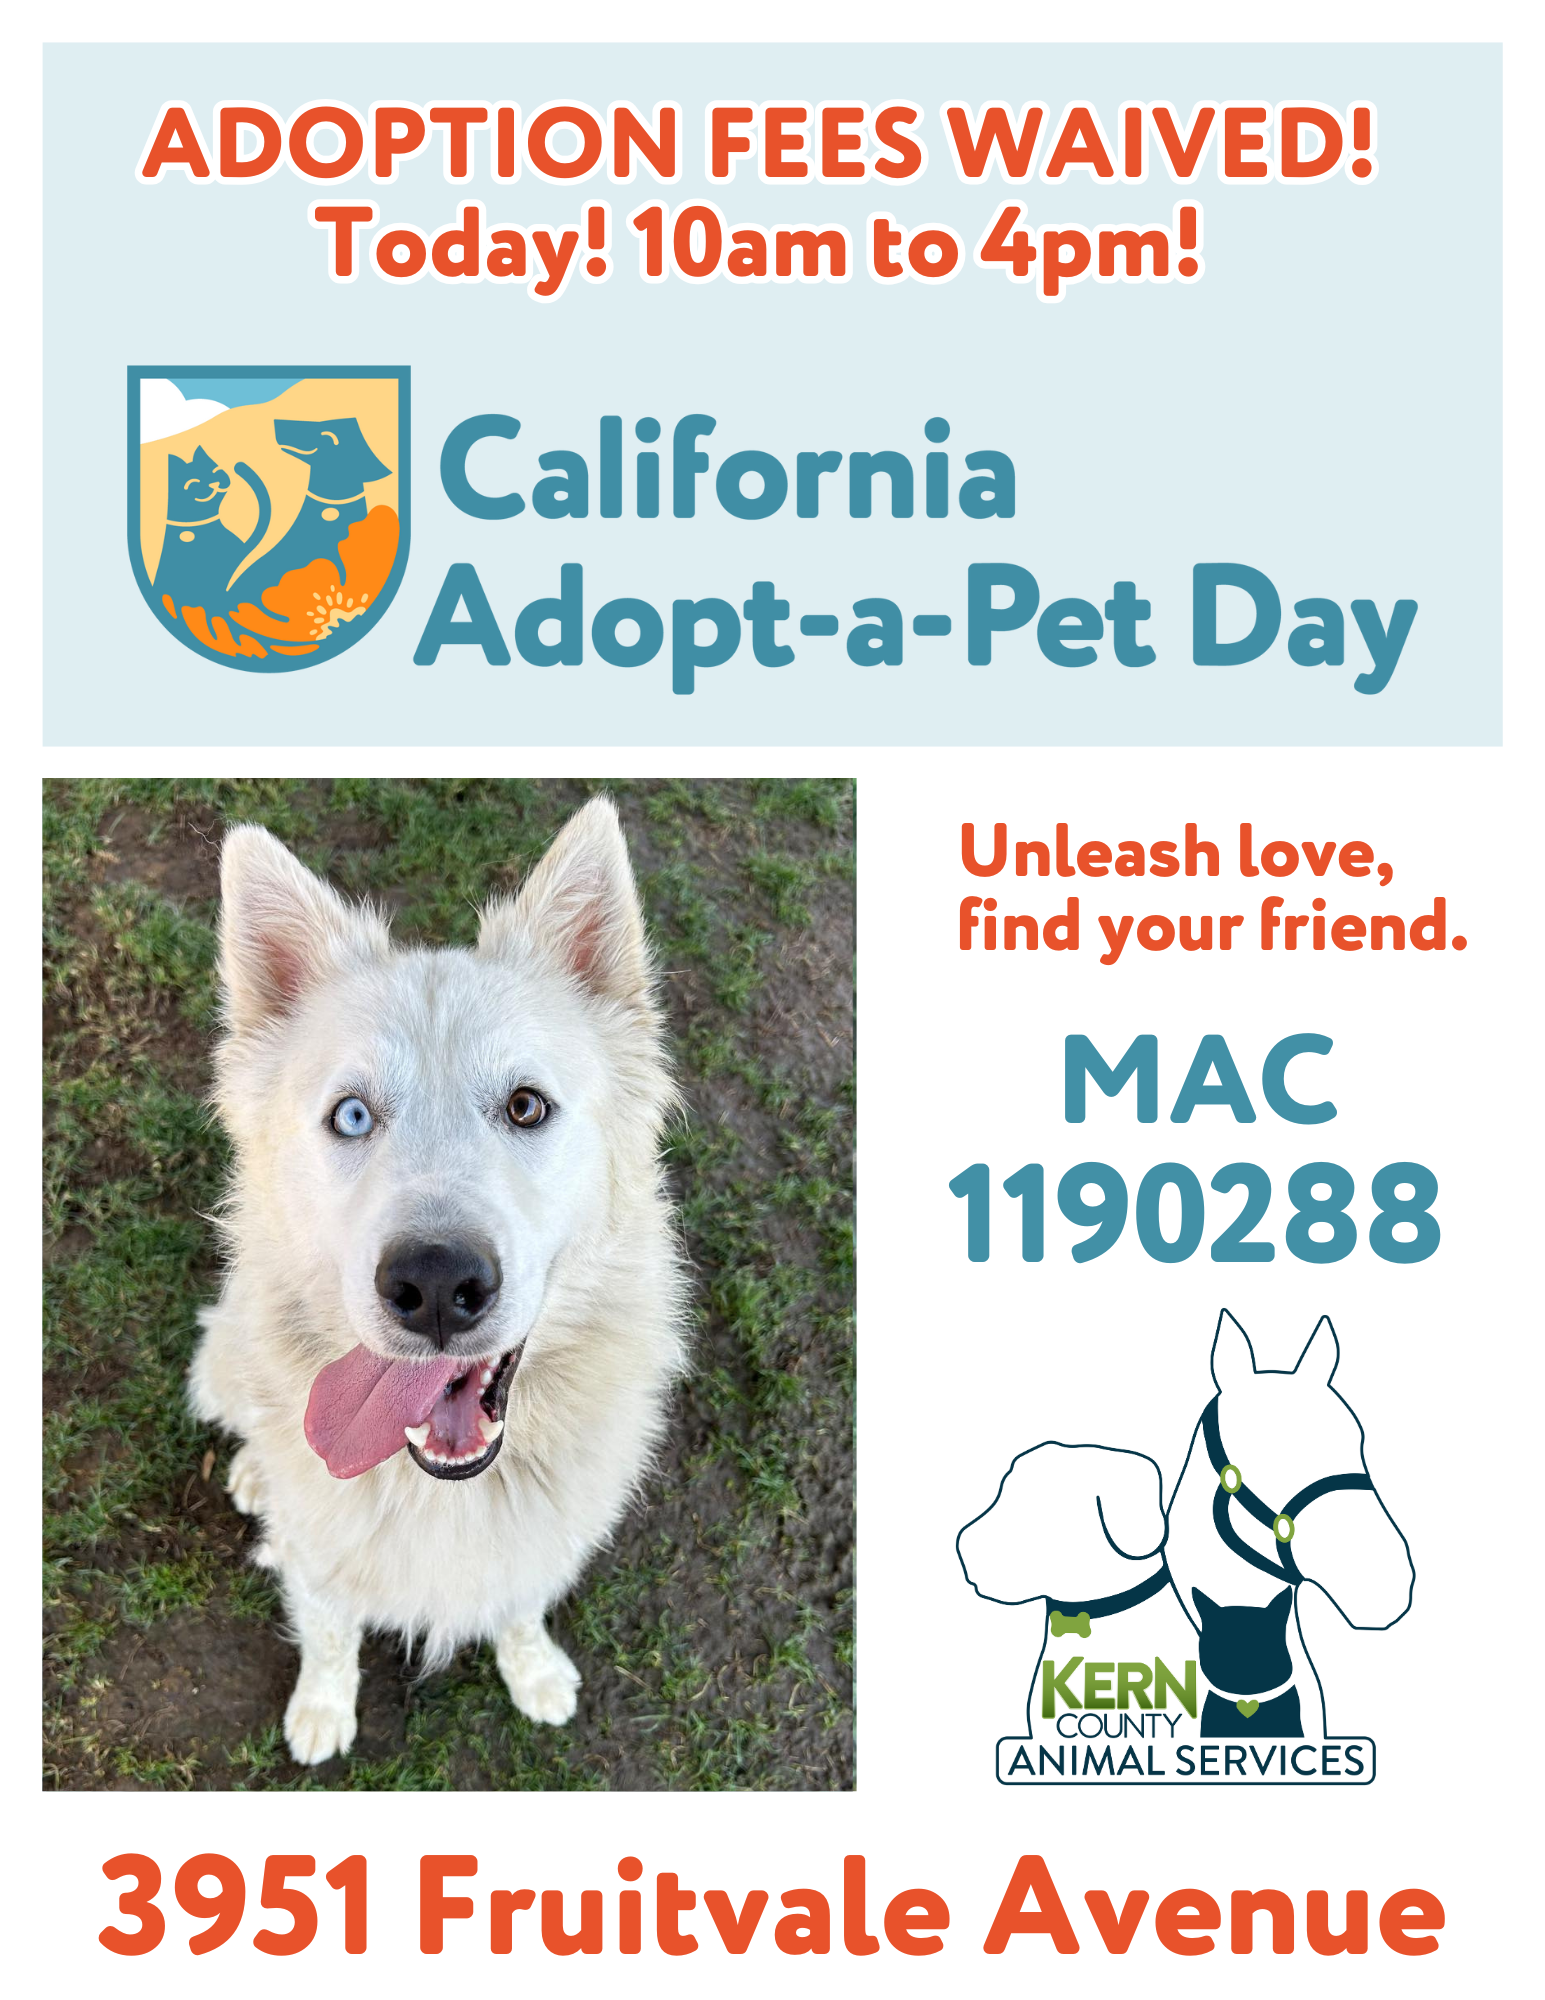 ADOPTION FEES WAIVED!
Today! 10am to 4pm!
California
Adopt-a-Pet Day
Unleash love,
find your friend.
MAC
1190288
KERN
COUNTY
ANIMAL SERVICES
3951 Fruitvale Avenue